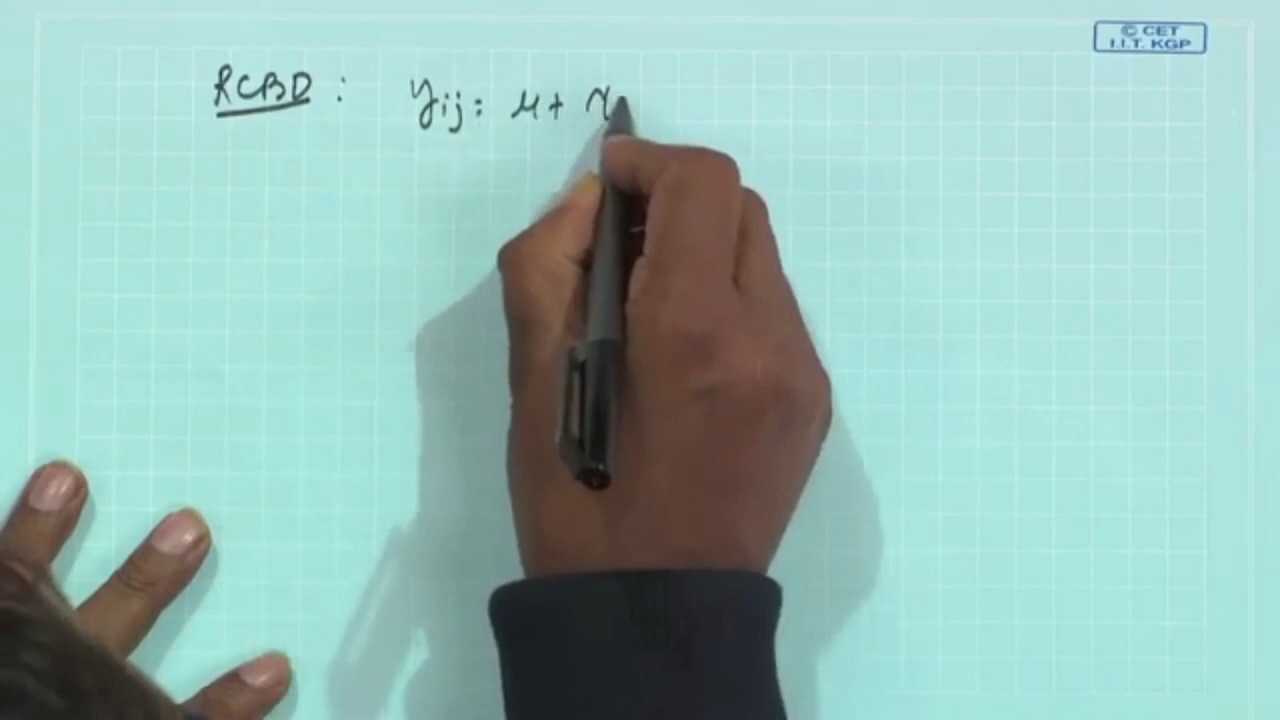 © CET
I.I.T. KGP
RCBD : yij = μ + τ